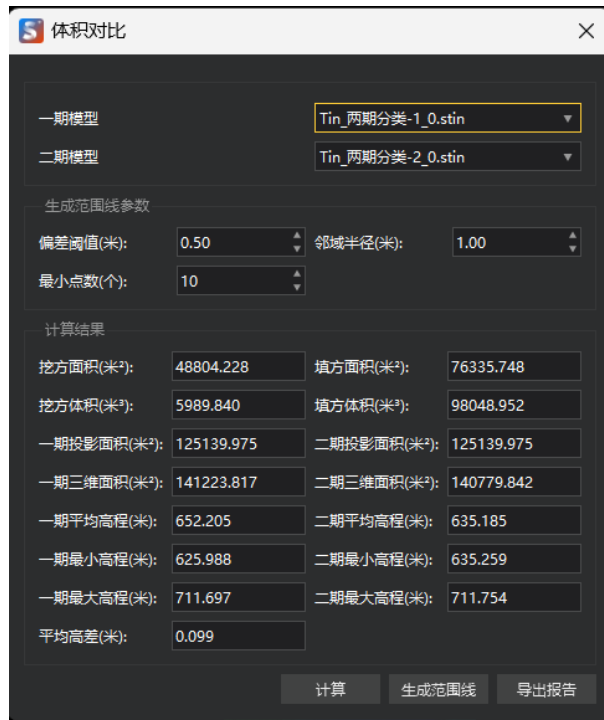 体积对比
一期模型 Tin_两期分类-1_0.stin
二期模型 Tin_两期分类-2_0.stin
生成范围线参数
偏差阈值(米): 0.50 邻域半径(米): 1.00
最小点数(个): 10
计算结果
挖方面积(米²): 48804.228 填方面积(米²): 76335.748
挖方体积(米³): 5989.840 填方体积(米³): 98048.952
一期投影面积(米²): 125139.975 二期投影面积(米²): 125139.975
一期三维面积(米²): 141223.817 二期三维面积(米²): 140779.842
一期平均高程(米): 652.205 二期平均高程(米): 635.185
一期最小高程(米): 625.988 二期最小高程(米): 635.259
一期最大高程(米): 711.697 二期最大高程(米): 711.754
平均高差(米): 0.099
计算 生成范围线 导出报告